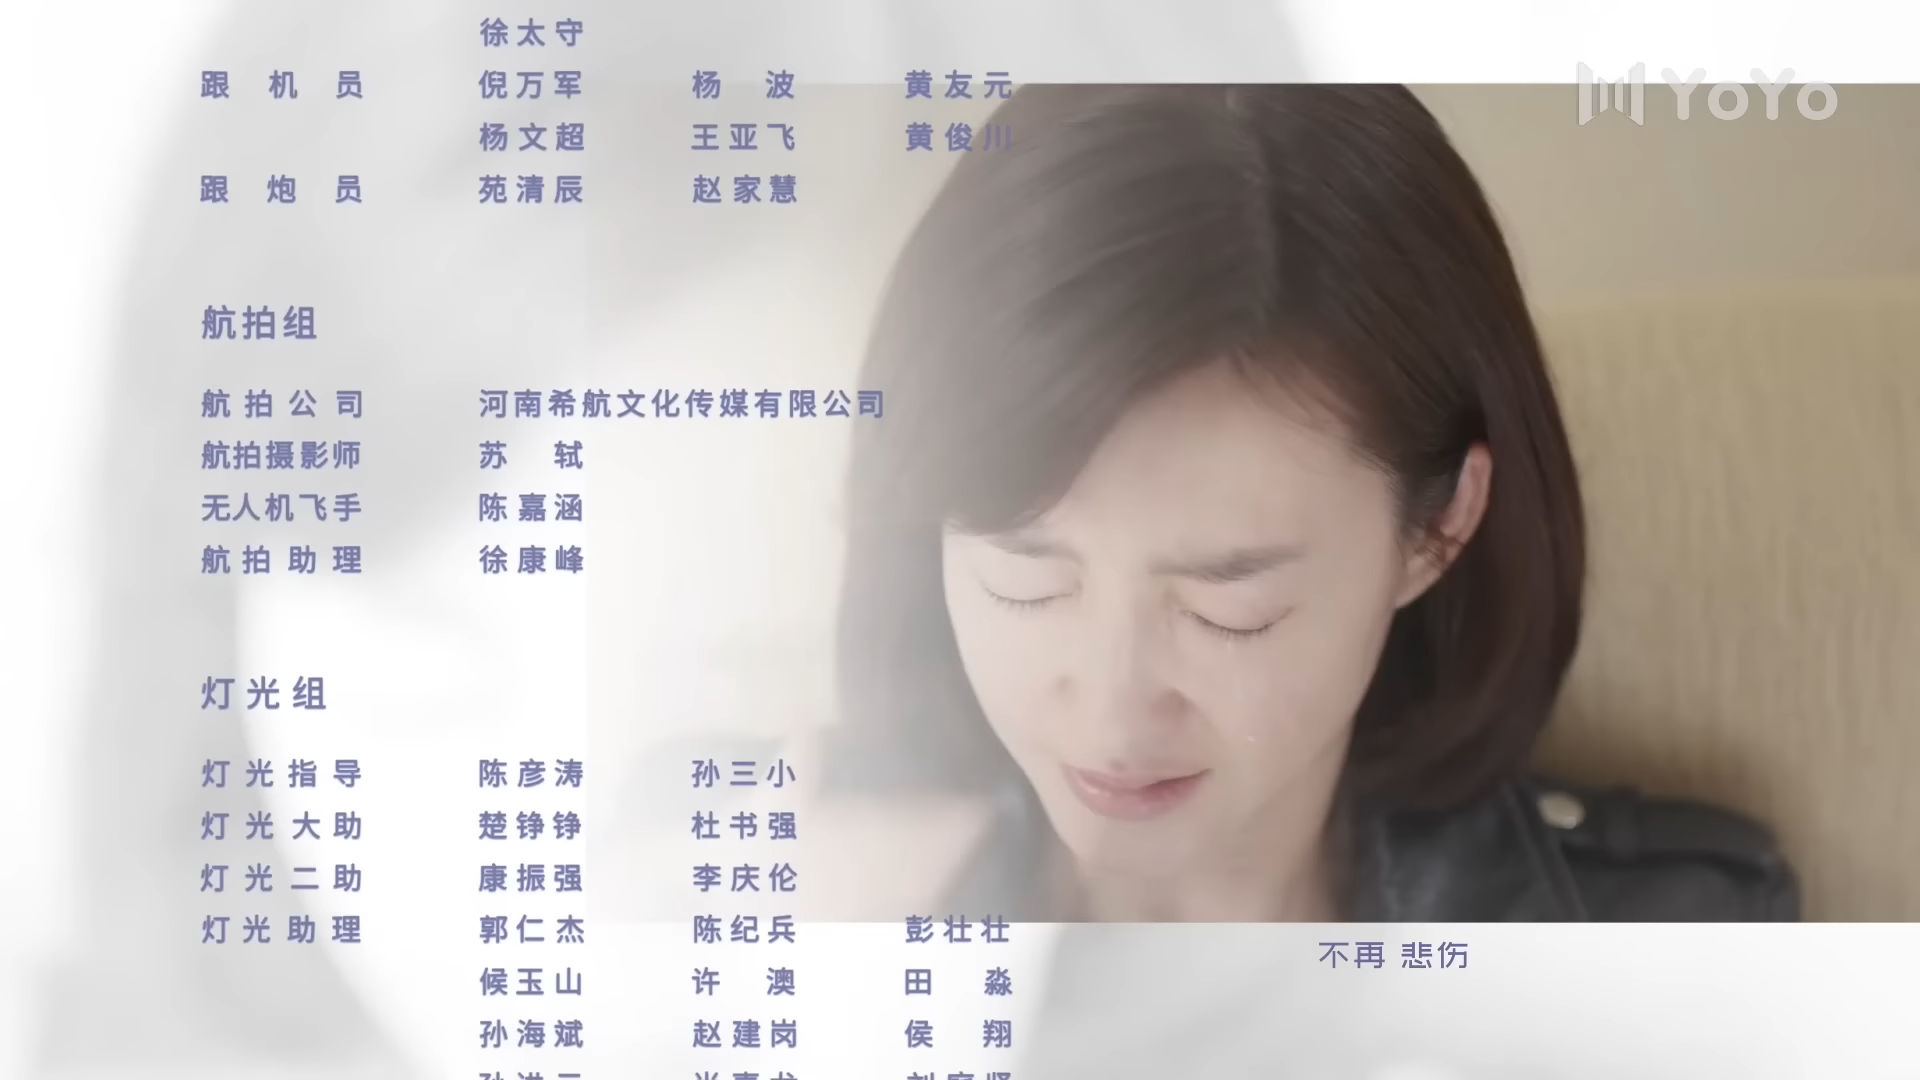 徐太守
跟机员 倪万军 杨波 黄友元
杨文超 王亚飞 黄俊川
跟炮员 苑清辰 赵家慧
航拍组
航拍公司 河南希航文化传媒有限公司
航拍摄影师 苏轼
无人机飞手 陈嘉涵
航拍助理 徐康峰
灯光组
灯光指导 陈彦涛 孙三小
灯光大助 楚铮铮 杜书强
灯光二助 康振强 李庆伦
灯光助理 郭仁杰 陈纪兵 彭壮壮
候玉山 许澳 田淼
孙海斌 赵建岗 侯翔
YoYo
不再 悲伤